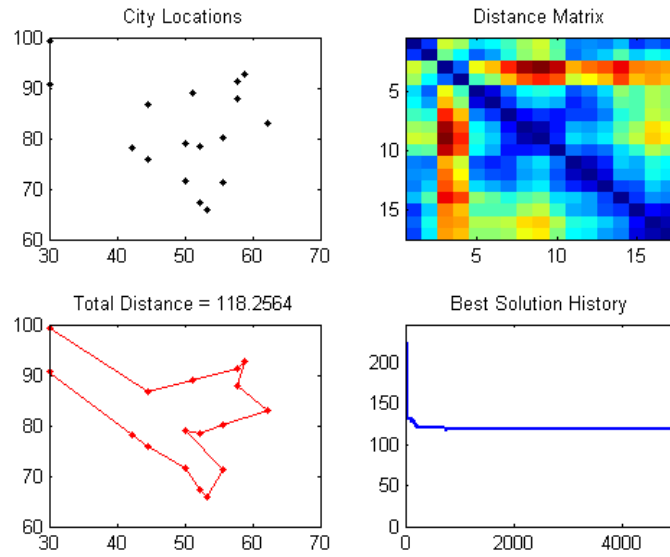 City Locations
100
90
80
70
60
30 40 50 60 70
Distance Matrix
5
10
15
5 10 15
Total Distance = 118.2564
100
90
80
70
60
30 40 50 60 70
Best Solution History
200
150
100
50
0
0 2000 4000